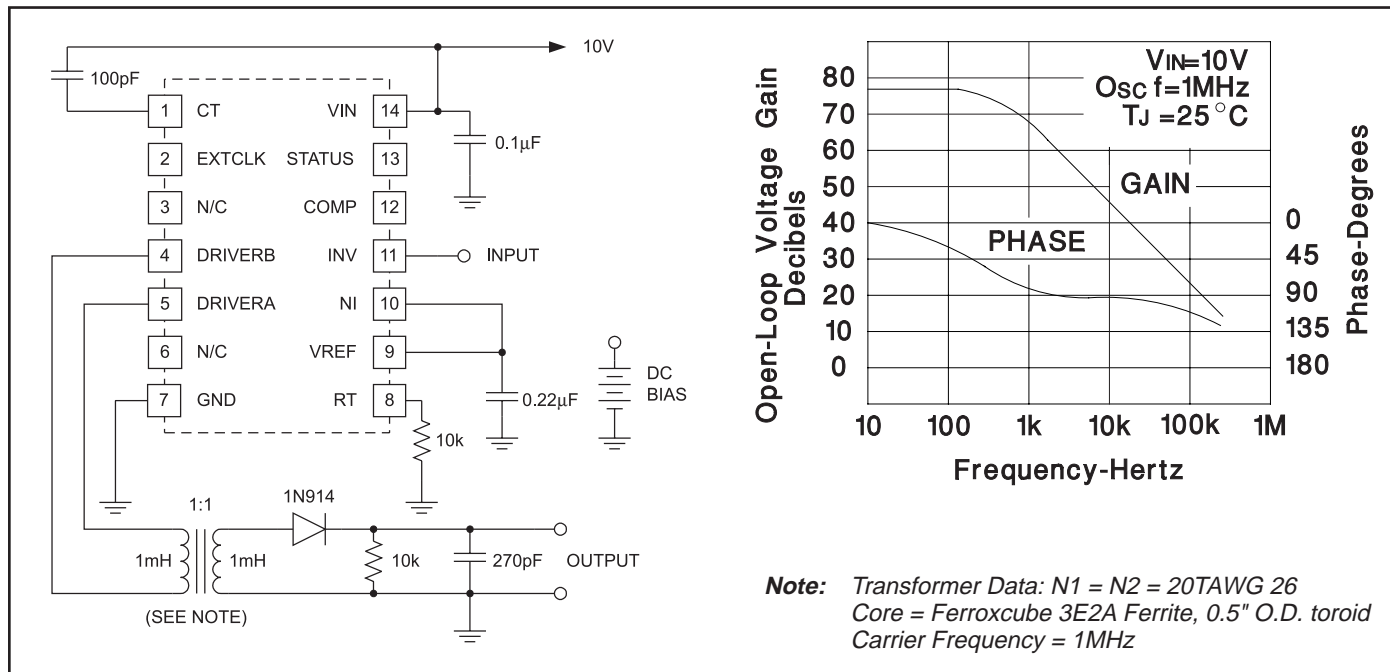 10V
100pF
1 CT VIN 14
0.1µF
2 EXTCLK STATUS 13
3 N/C COMP 12
4 DRIVERB INV 11 INPUT
5 DRIVERA NI 10
6 N/C VREF 9
DC
BIAS
7 GND RT 8
0.22µF
10k
1:1
1N914
1mH 1mH
10k
270pF
OUTPUT
(SEE NOTE)
VIN=10V
Osc f=1MHz
TJ =25°C
Open-Loop Voltage Gain
Decibels
80
70
60
50
40
30
20
10
0
GAIN
PHASE
0
45
90
135
180
Phase-Degrees
10 100 1k 10k 100k 1M
Frequency-Hertz
Note: Transformer Data: N1 = N2 = 20TAWG 26
Core = Ferroxcube 3E2A Ferrite, 0.5" O.D. toroid
Carrier Frequency = 1MHz